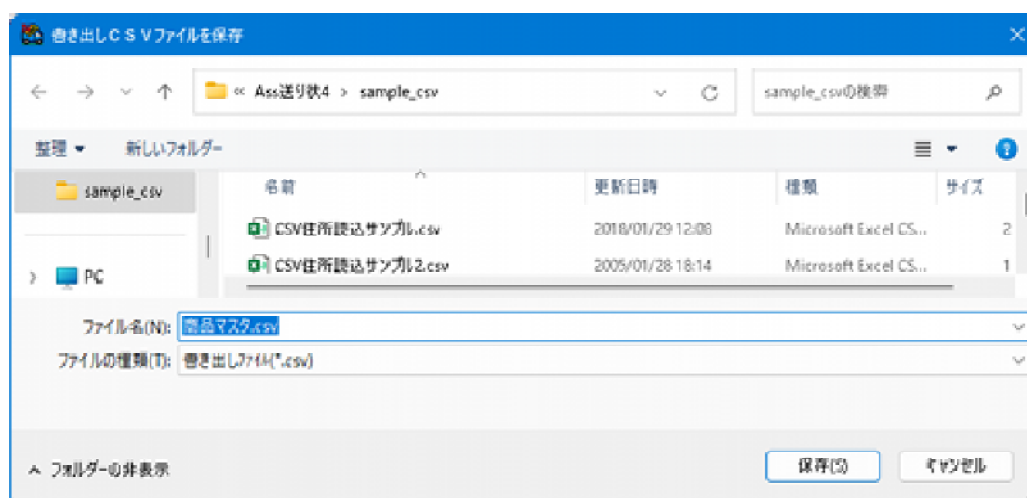 書き出しCSVファイルを保存
« Ass送り状4 > sample_csv
sample_csvの検索
整理 新しいフォルダー
sample_csv
名前 更新日時 種類 サイズ
CSV住所読込サンプル.csv 2018/01/29 12:08 Microsoft Excel CS... 2
CSV住所読込サンプル2.csv 2005/01/28 18:14 Microsoft Excel CS... 1
> PC
ファイル名(N): 商品マスタ.csv
ファイルの種類(T): 書き出しファイル(*.csv)
フォルダーの非表示
保存(S) キャンセル